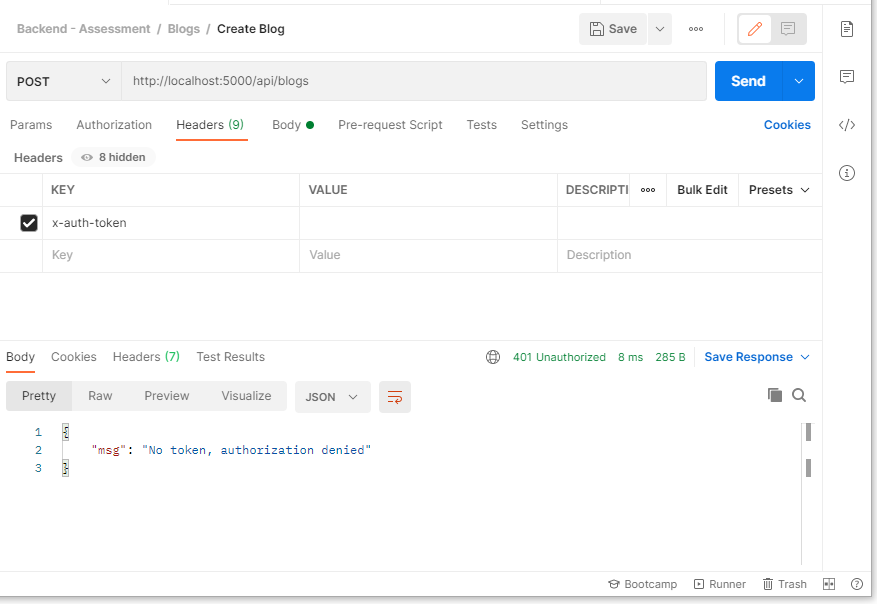 Backend - Assessment / Blogs / Create Blog
Save
POST
http://localhost:5000/api/blogs
Send
Params Authorization Headers (9) Body Pre-request Script Tests Settings Cookies
Headers 8 hidden
KEY VALUE DESCRIPTI Bulk Edit Presets
x-auth-token
Key Value Description
Body Cookies Headers (7) Test Results 401 Unauthorized 8 ms 285 B Save Response
Pretty Raw Preview Visualize JSON
1 {
2 "msg": "No token, authorization denied"
3 }
Bootcamp Runner Trash